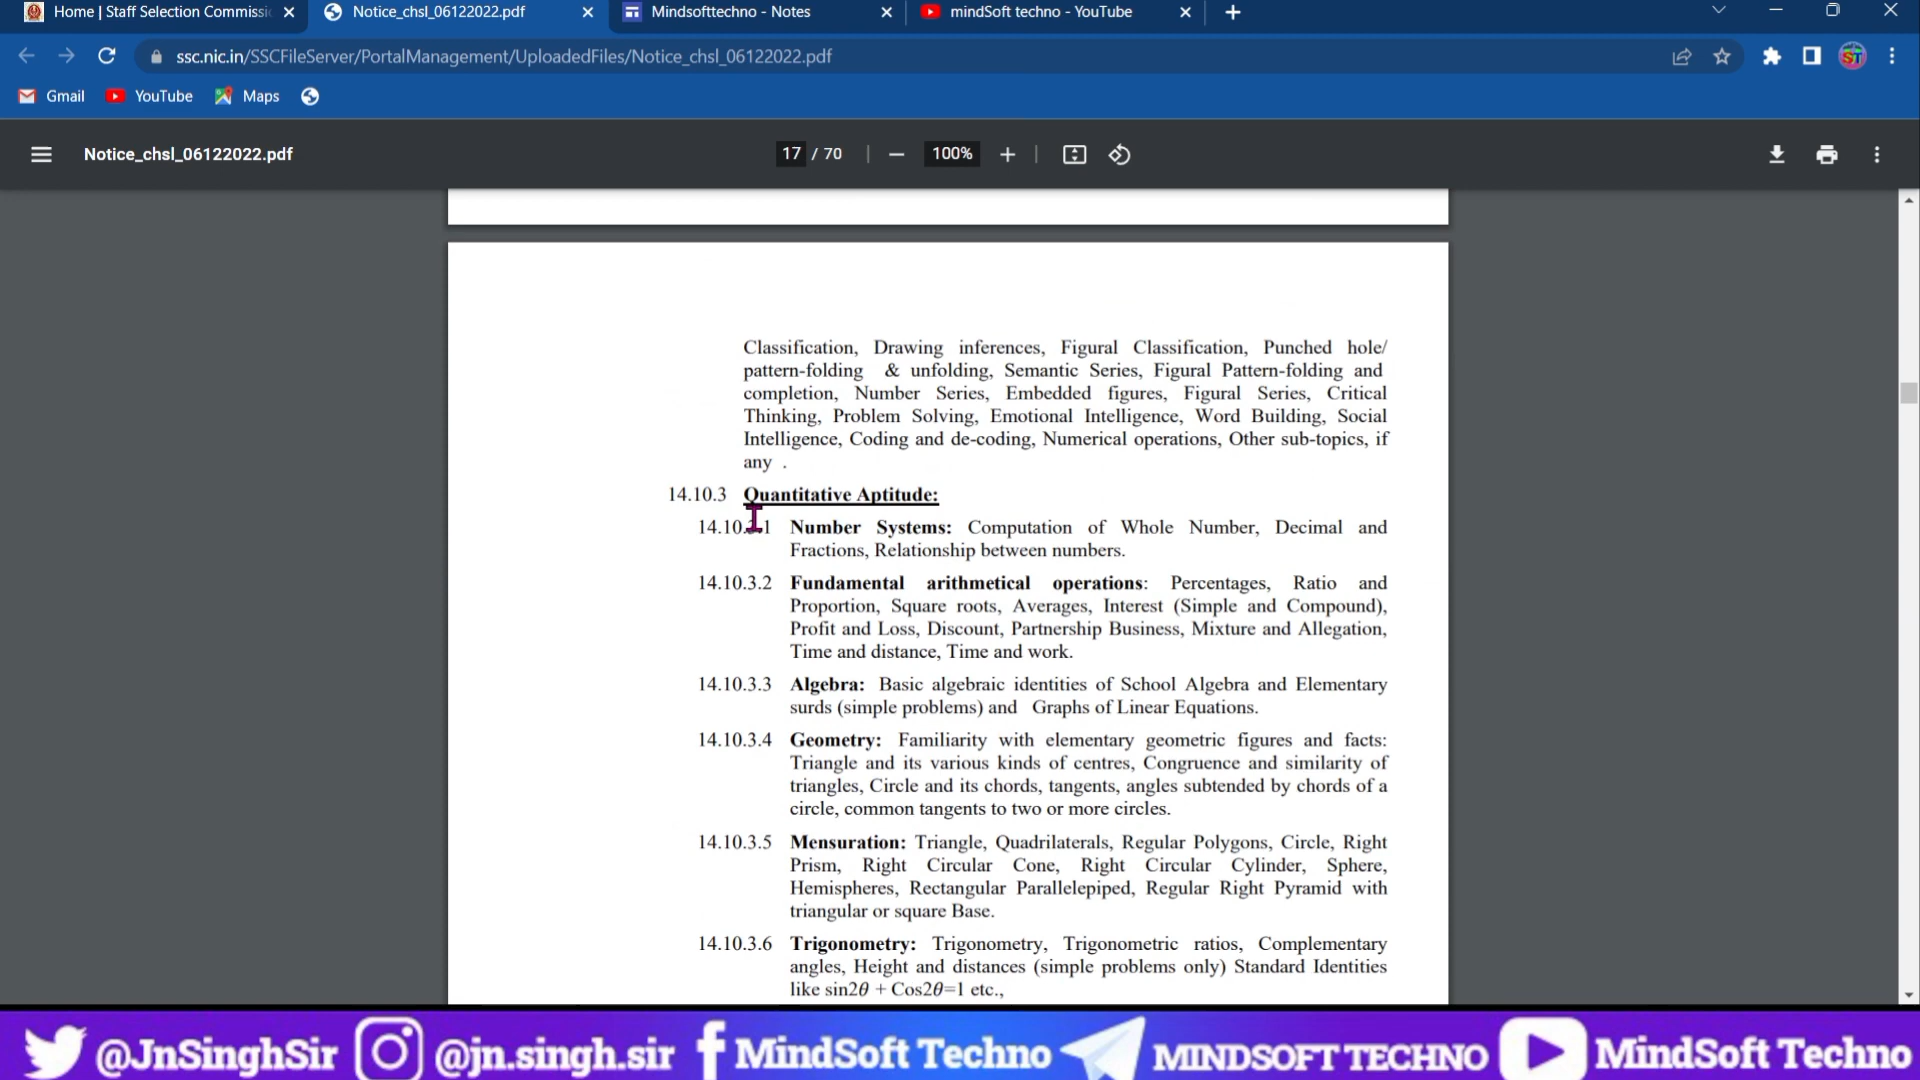 Home | Staff Selection Commissi
Notice_chsl_06122022.pdf
Mindsofttechno - Notes
mindSoft techno - YouTube
ssc.nic.in/SSCFileServer/PortalManagement/UploadedFiles/Notice_chsl_06122022.pdf
ST
Gmail
YouTube
Maps
Notice_chsl_06122022.pdf
17 / 70
100%
Classification, Drawing inferences, Figural Classification, Punched hole/
pattern-folding & unfolding, Semantic Series, Figural Pattern-folding and
completion, Number Series, Embedded figures, Figural Series, Critical
Thinking, Problem Solving, Emotional Intelligence, Word Building, Social
Intelligence, Coding and de-coding, Numerical operations, Other sub-topics, if
any .
14.10.3 Quantitative Aptitude:
14.10.3.1 Number Systems: Computation of Whole Number, Decimal and
Fractions, Relationship between numbers.
14.10.3.2 Fundamental arithmetical operations: Percentages, Ratio and
Proportion, Square roots, Averages, Interest (Simple and Compound),
Profit and Loss, Discount, Partnership Business, Mixture and Allegation,
Time and distance, Time and work.
14.10.3.3 Algebra: Basic algebraic identities of School Algebra and Elementary
surds (simple problems) and Graphs of Linear Equations.
14.10.3.4 Geometry: Familiarity with elementary geometric figures and facts:
Triangle and its various kinds of centres, Congruence and similarity of
triangles, Circle and its chords, tangents, angles subtended by chords of a
circle, common tangents to two or more circles.
14.10.3.5 Mensuration: Triangle, Quadrilaterals, Regular Polygons, Circle, Right
Prism, Right Circular Cone, Right Circular Cylinder, Sphere,
Hemispheres, Rectangular Parallelepiped, Regular Right Pyramid with
triangular or square Base.
14.10.3.6 Trigonometry: Trigonometry, Trigonometric ratios, Complementary
angles, Height and distances (simple problems only) Standard Identities
like sin2𝜃 + Cos2𝜃=1 etc.,
@JnSinghSir @jn.singh.sir MindSoft Techno MINDSOFT TECHNO MindSoft Techno